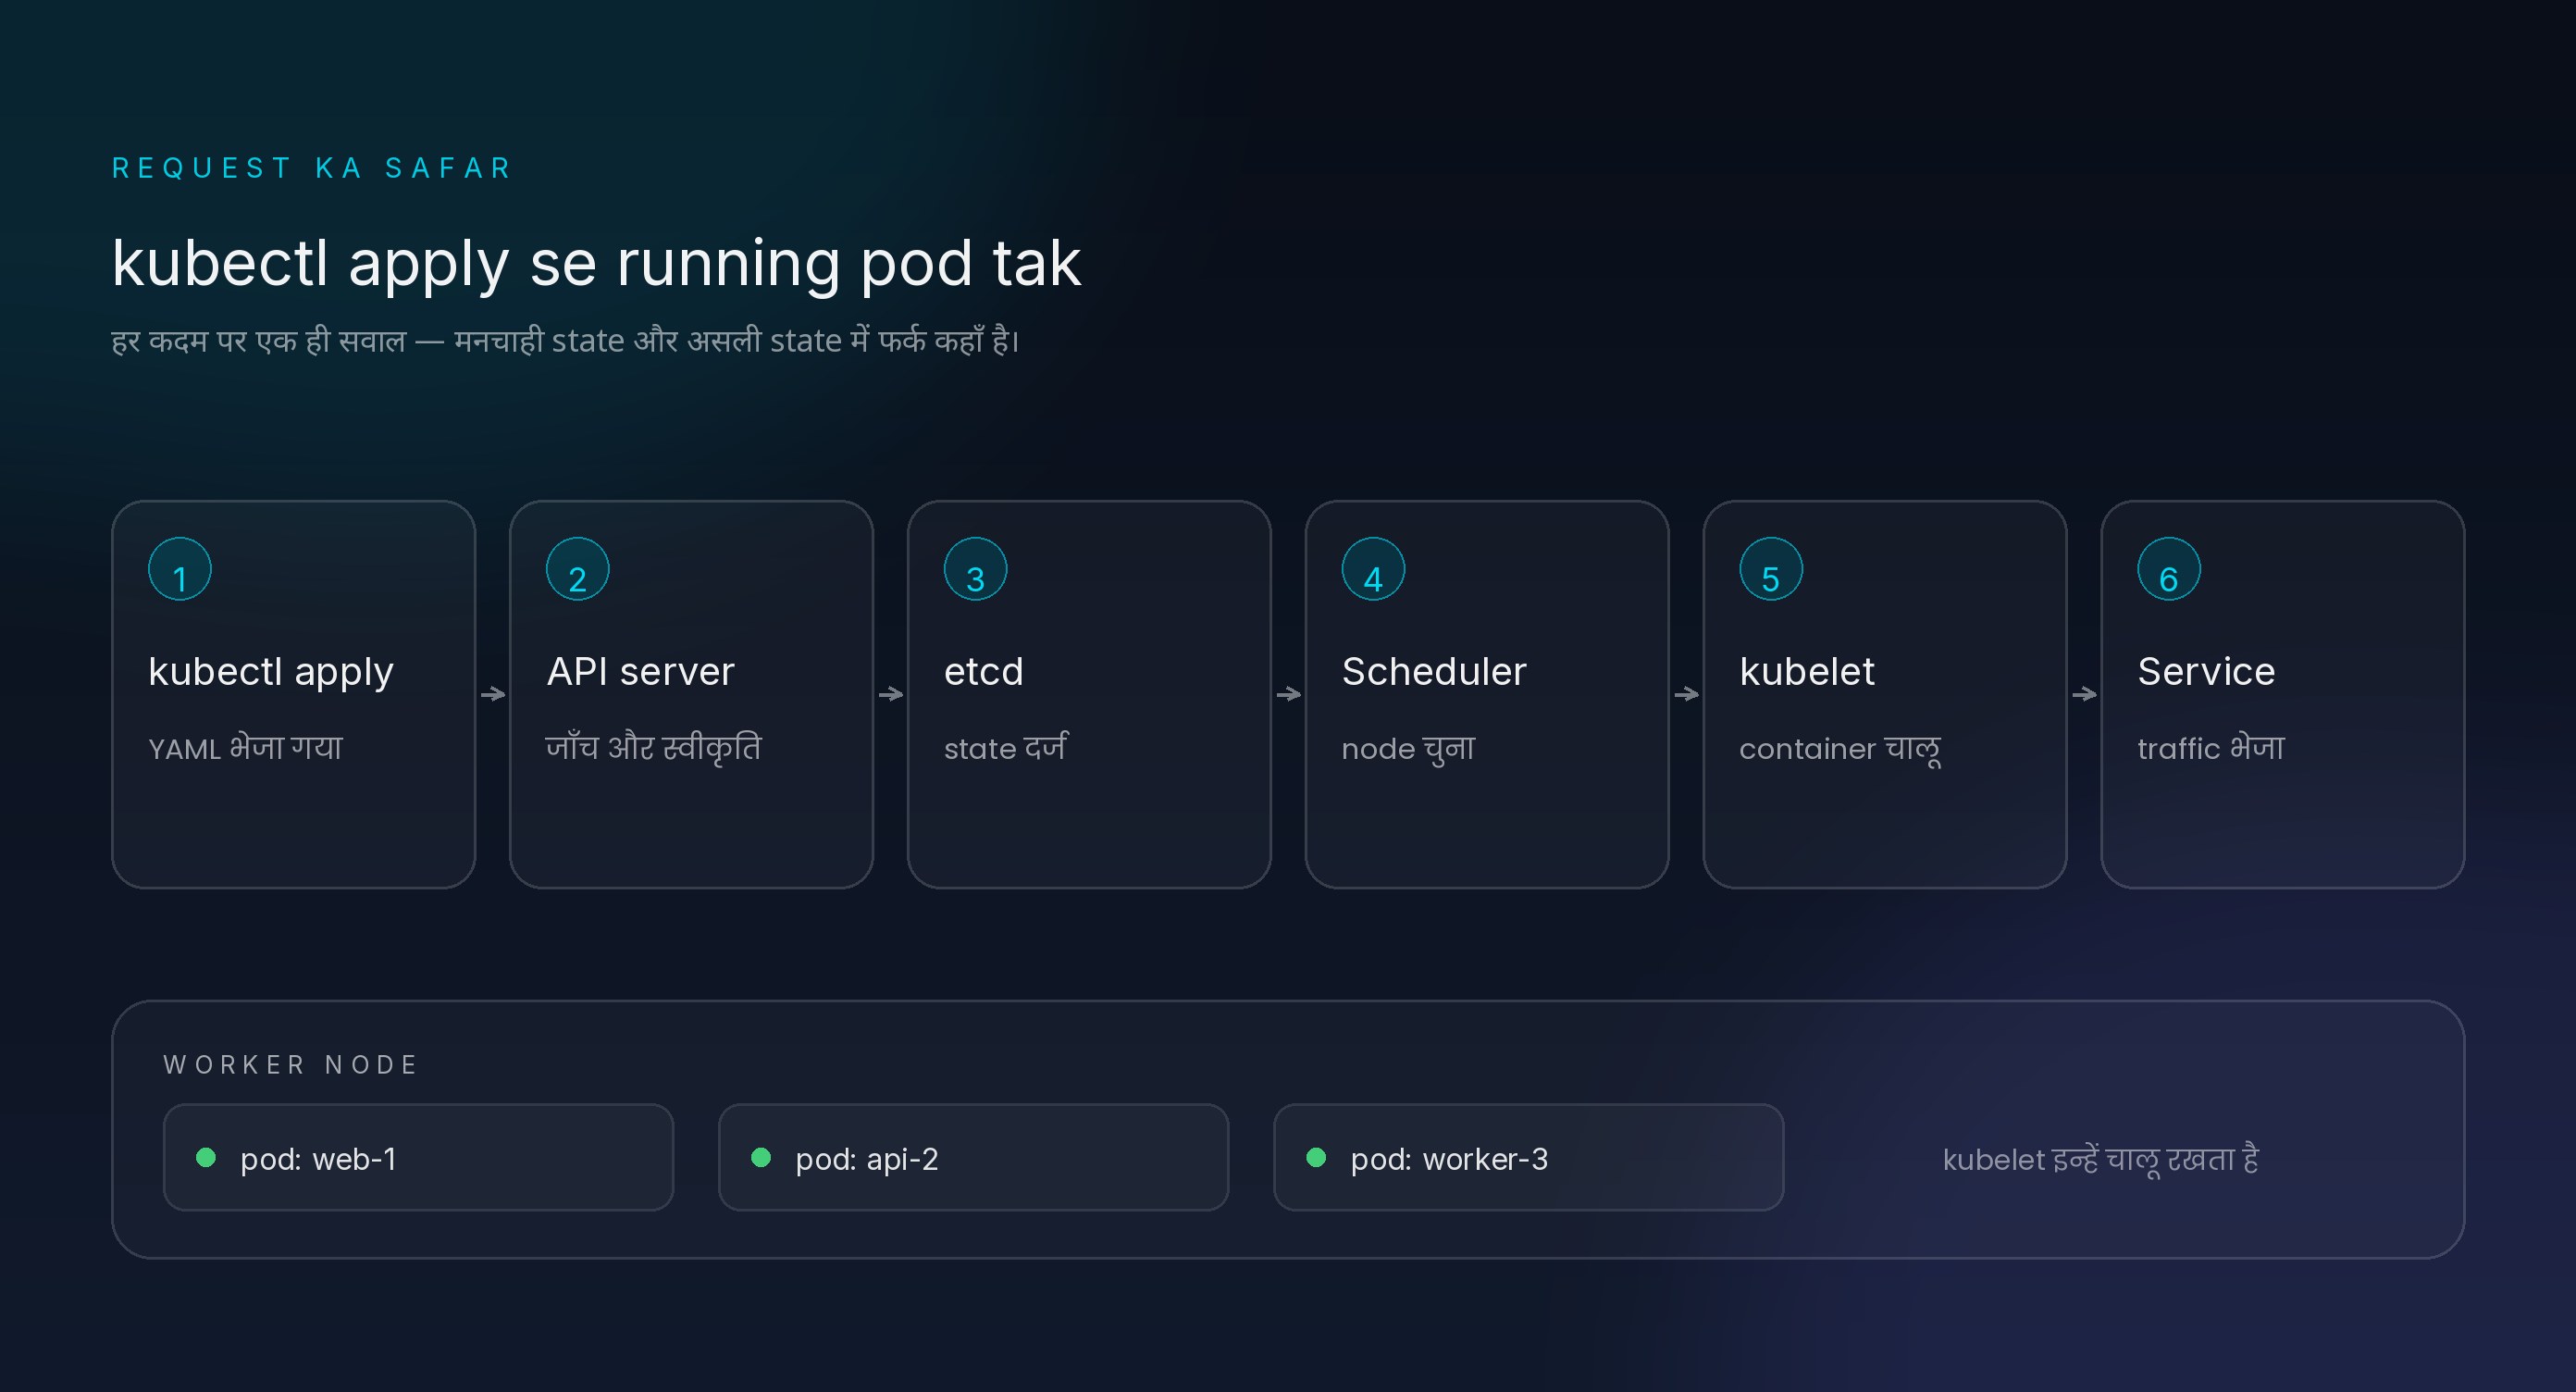 REQUEST KA SAFAR
kubectl apply se running pod tak
हर कदम पर एक ही सवाल — मनचाही state और असली state में फर्क कहाँ है।
1
kubectl apply
YAML भेजा गया
2
API server
जाँच और स्वीकृति
3
etcd
state दर्ज
4
Scheduler
node चुना
5
kubelet
container चालू
6
Service
traffic भेजा
WORKER NODE
pod: web-1
pod: api-2
pod: worker-3
kubelet इन्हें चालू रखता है